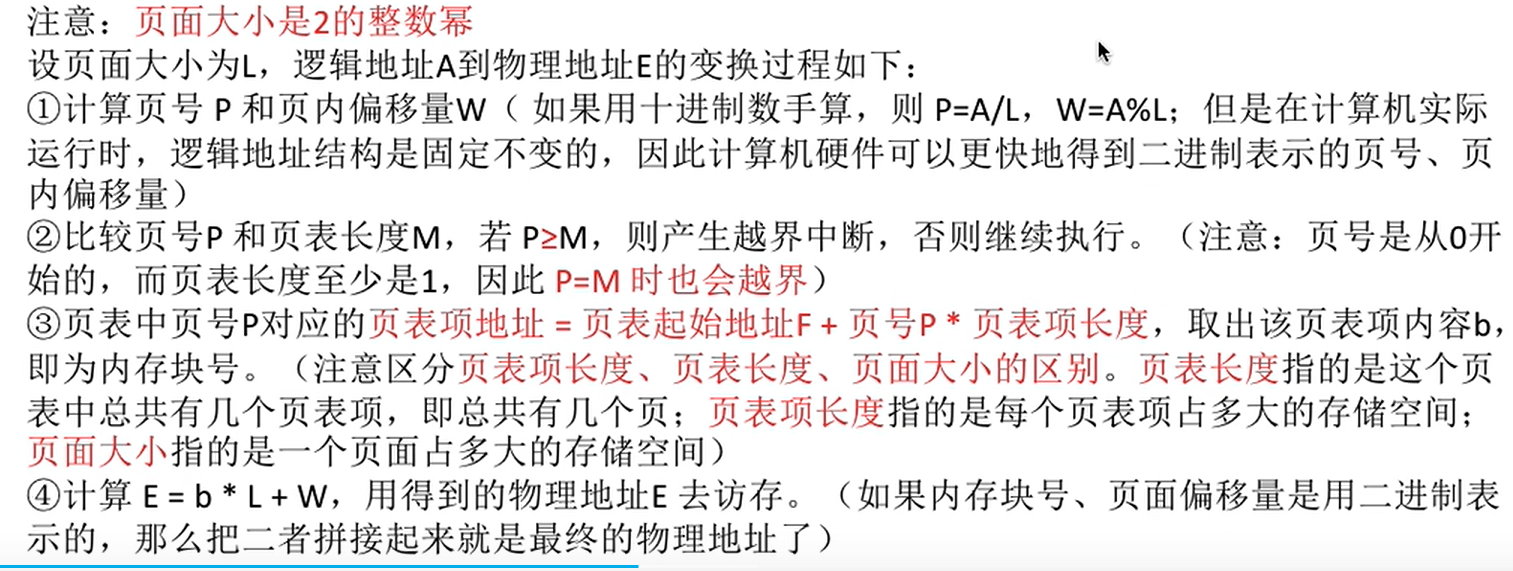 注意：页面大小是2的整数幂
设页面大小为L，逻辑地址A到物理地址E的变换过程如下：
①计算页号 P 和页内偏移量W（ 如果用十进制数手算，则 P=A/L，W=A%L；但是在计算机实际
运行时，逻辑地址结构是固定不变的，因此计算机硬件可以更快地得到二进制表示的页号、页
内偏移量）
②比较页号P 和页表长度M，若 P≥M，则产生越界中断，否则继续执行。（注意：页号是从0开
始的，而页表长度至少是1，因此 P=M 时也会越界）
③页表中页号P对应的页表项地址 = 页表起始地址F + 页号P * 页表项长度，取出该页表项内容b，
即为内存块号。（注意区分页表项长度、页表长度、页面大小的区别。页表长度指的是这个页
表中总共有几个页表项，即总共有几个页；页表项长度指的是每个页表项占多大的存储空间；
页面大小指的是一个页面占多大的存储空间）
④计算 E = b * L + W，用得到的物理地址E 去访存。（如果内存块号、页面偏移量是用二进制表
示的，那么把二者拼接起来就是最终的物理地址了）